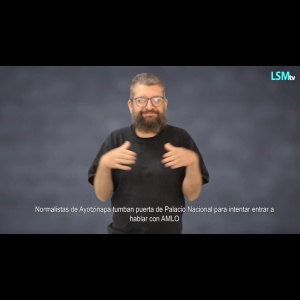 LSMtv
Normalistas de Ayotzinapa tumban puerta de Palacio Nacional para intentar entrar a
hablar con AMLO